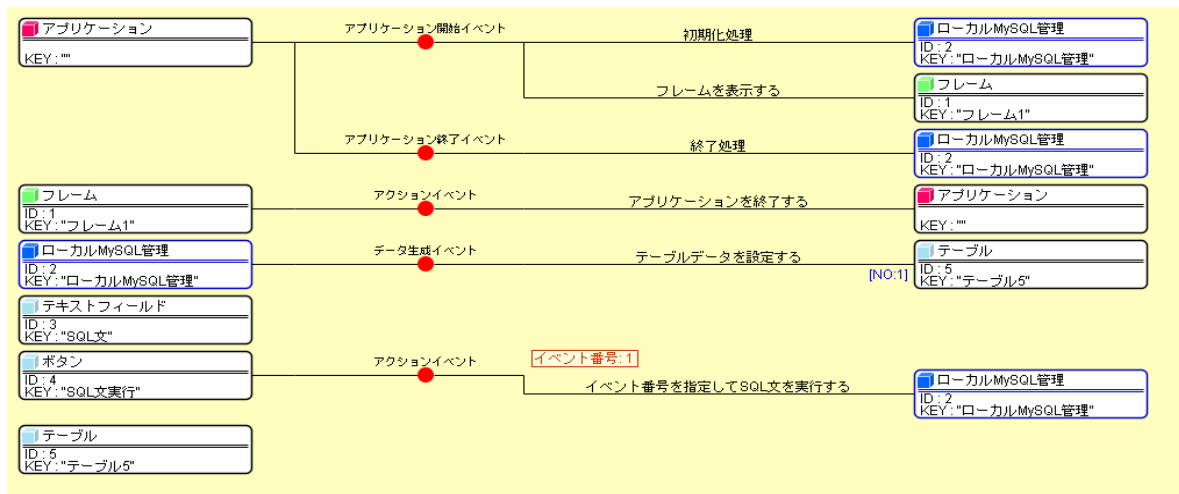 アプリケーション
KEY : ""
アプリケーション開始イベント
初期化処理
ローカルMySQL管理
ID : 2
KEY : "ローカルMySQL管理"
フレームを表示する
フレーム
ID : 1
KEY : "フレーム1"
アプリケーション終了イベント
終了処理
ローカルMySQL管理
ID : 2
KEY : "ローカルMySQL管理"
フレーム
ID : 1
KEY : "フレーム1"
アクションイベント
アプリケーションを終了する
アプリケーション
KEY : ""
ローカルMySQL管理
ID : 2
KEY : "ローカルMySQL管理"
データ生成イベント
テーブルデータを設定する
[NO:1]
テーブル
ID : 5
KEY : "テーブル5"
テキストフィールド
ID : 3
KEY : "SQL文"
ボタン
ID : 4
KEY : "SQL文実行"
アクションイベント
イベント番号: 1
イベント番号を指定してSQL文を実行する
ローカルMySQL管理
ID : 2
KEY : "ローカルMySQL管理"
テーブル
ID : 5
KEY : "テーブル5"